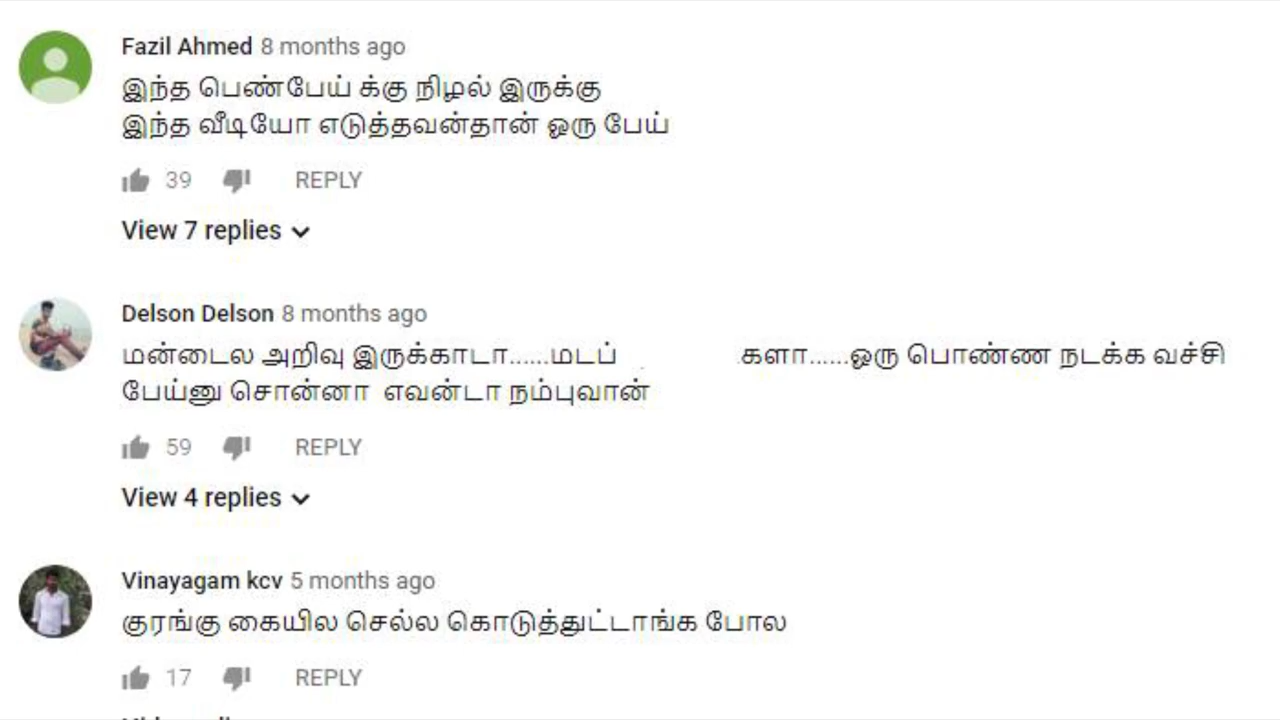 Fazil Ahmed 8 months ago
இந்த பெண்பேய் க்கு நிழல் இருக்கு
இந்த வீடியோ எடுத்தவன்தான் ஒரு பேய்
39 REPLY
View 7 replies
Delson Delson 8 months ago
மன்டைல அறிவு இருக்காடா......மடப் களா......ஒரு பொண்ண நடக்க வச்சி
பேய்னு சொன்னா எவன்டா நம்புவான்
59 REPLY
View 4 replies
Vinayagam kcv 5 months ago
குரங்கு கையில செல்ல கொடுத்துட்டாங்க போல
17 REPLY